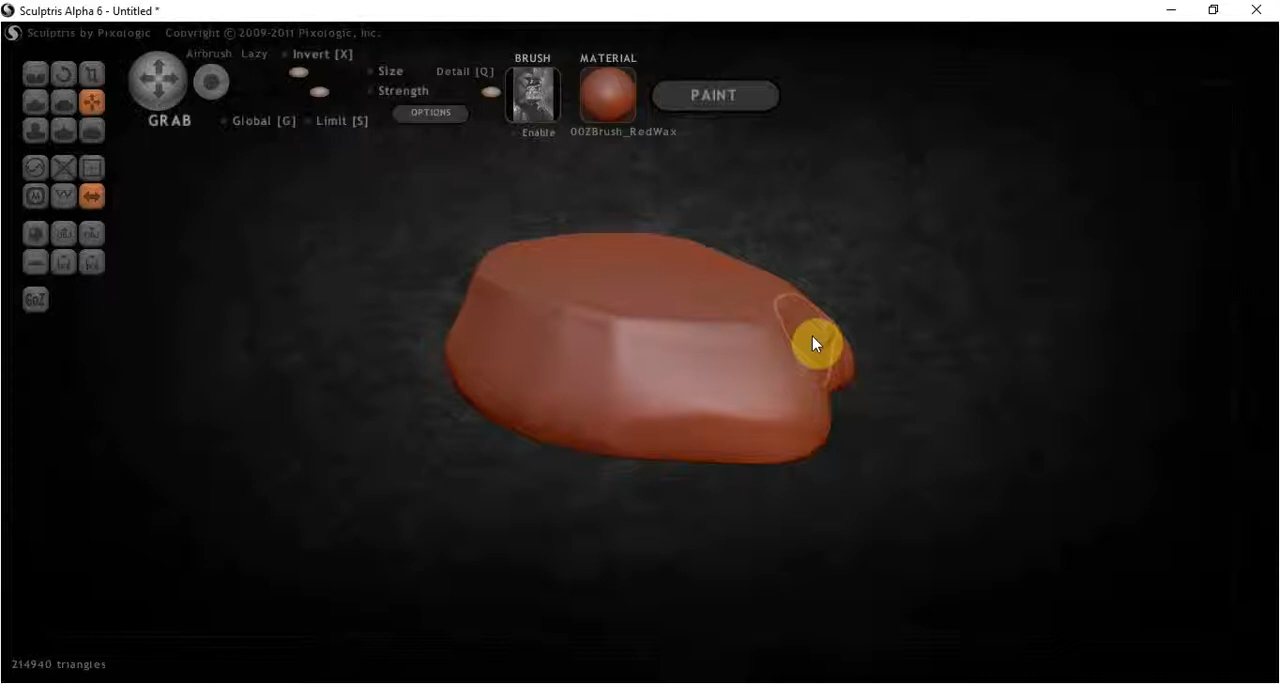 Sculptris Alpha 6 - Untitled *
Sculptris by Pixologic Copyright © 2009-2011 Pixologic, Inc.
Airbrush Lazy Invert [X]
BRUSH MATERIAL
Size Detail [Q]
Strength
PAINT
OPTIONS
GRAB Global [G] Limit [S]
Enable 00ZBrush_RedWax
GoZ
214940 triangles